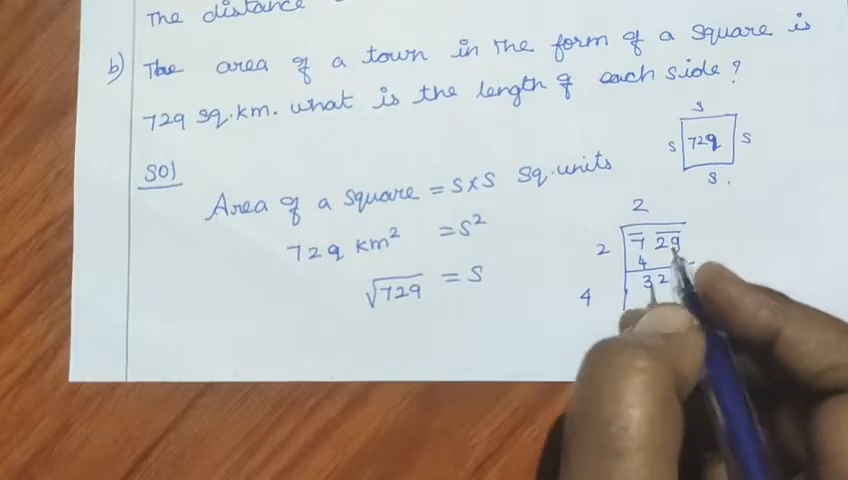 The distance
b) The area of a town in the form of a square is
729 sq.km. what is the length of each side?
Sol
Area of a square = s×s sq.units
729 km² = s²
√729 = s
s
s 729 s
s.
2
2 7 29
4
4 32